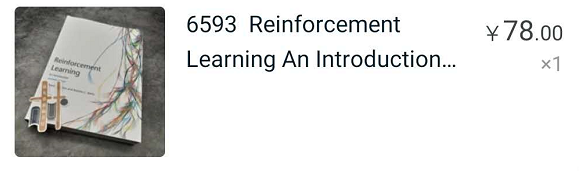 6593 Reinforcement
Learning An Introduction...
￥78.00
×1
Reinforcement
Learning